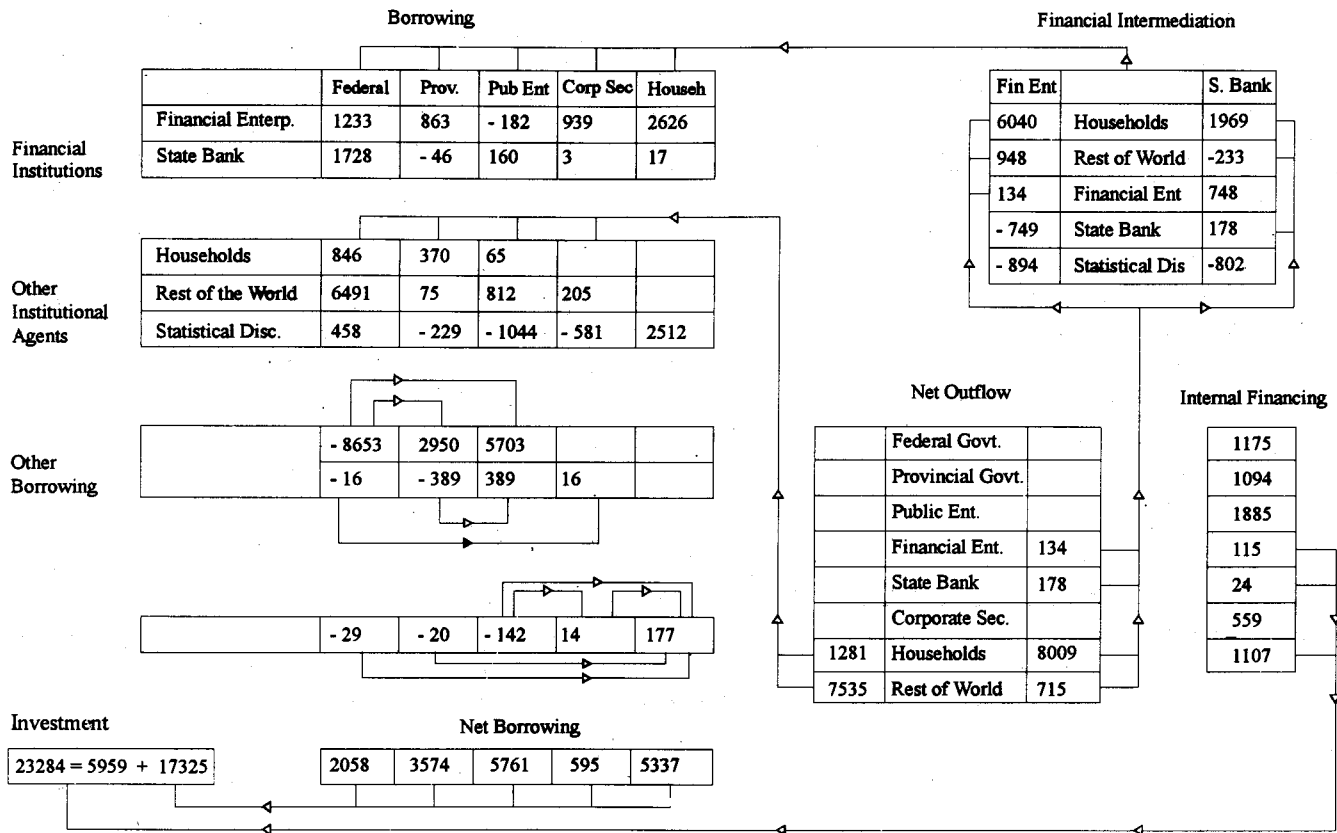 Borrowing
Federal Prov. Pub Ent Corp Sec Househ
Financial Enterp. 1233 863 - 182 939 2626
Financial Institutions
State Bank 1728 - 46 160 3 17
Households 846 370 65
Other Institutional Agents
Rest of the World 6491 75 812 205
Statistical Disc. 458 - 229 - 1044 - 581 2512
Other Borrowing
- 8653 2950 5703
- 16 - 389 389 16
- 29 - 20 - 142 14 177
Financial Intermediation
Fin Ent S. Bank
6040 Households 1969
948 Rest of World -233
134 Financial Ent 748
- 749 State Bank 178
- 894 Statistical Dis -802
Net Outflow
Federal Govt.
Provincial Govt.
Public Ent.
Financial Ent. 134
State Bank 178
Corporate Sec.
1281 Households 8009
7535 Rest of World 715
Internal Financing
1175
1094
1885
115
24
559
1107
Investment
23284 = 5959 + 17325
Net Borrowing
2058 3574 5761 595 5337